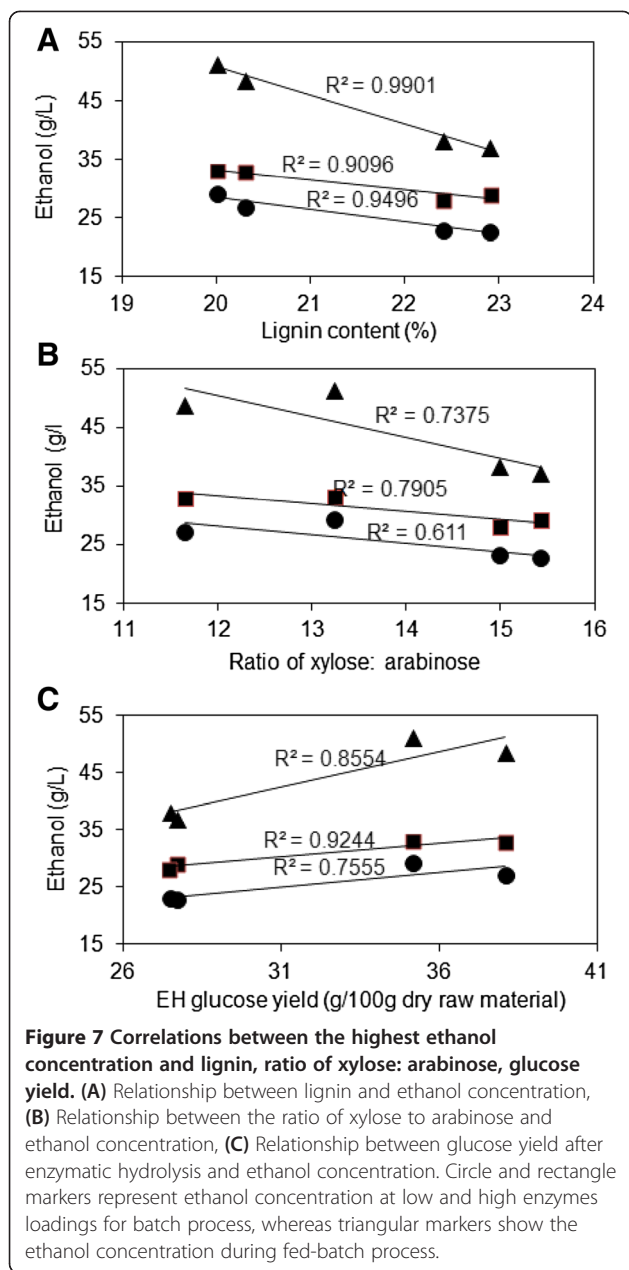 A
Ethanol (g/L)
55
45
35
25
15
R² = 0.9901
R² = 0.9096
R² = 0.9496
19 20 21 22 23 24
Lignin content (%)
B
Ethanol (g/l
55
45
35
25
15
R² = 0.7375
R² = 0.7905
R² = 0.611
11 12 13 14 15 16
Ratio of xylose: arabinose
C
Ethanol (g/L)
55
45
35
25
15
R² = 0.8554
R² = 0.9244
R² = 0.7555
26 31 36 41
EH glucose yield (g/100g dry raw material)
Figure 7 Correlations between the highest ethanol
concentration and lignin, ratio of xylose: arabinose, glucose
yield. (A) Relationship between lignin and ethanol concentration,
(B) Relationship between the ratio of xylose to arabinose and
ethanol concentration, (C) Relationship between glucose yield after
enzymatic hydrolysis and ethanol concentration. Circle and rectangle
markers represent ethanol concentration at low and high enzymes
loadings for batch process, whereas triangular markers show the
ethanol concentration during fed-batch process.